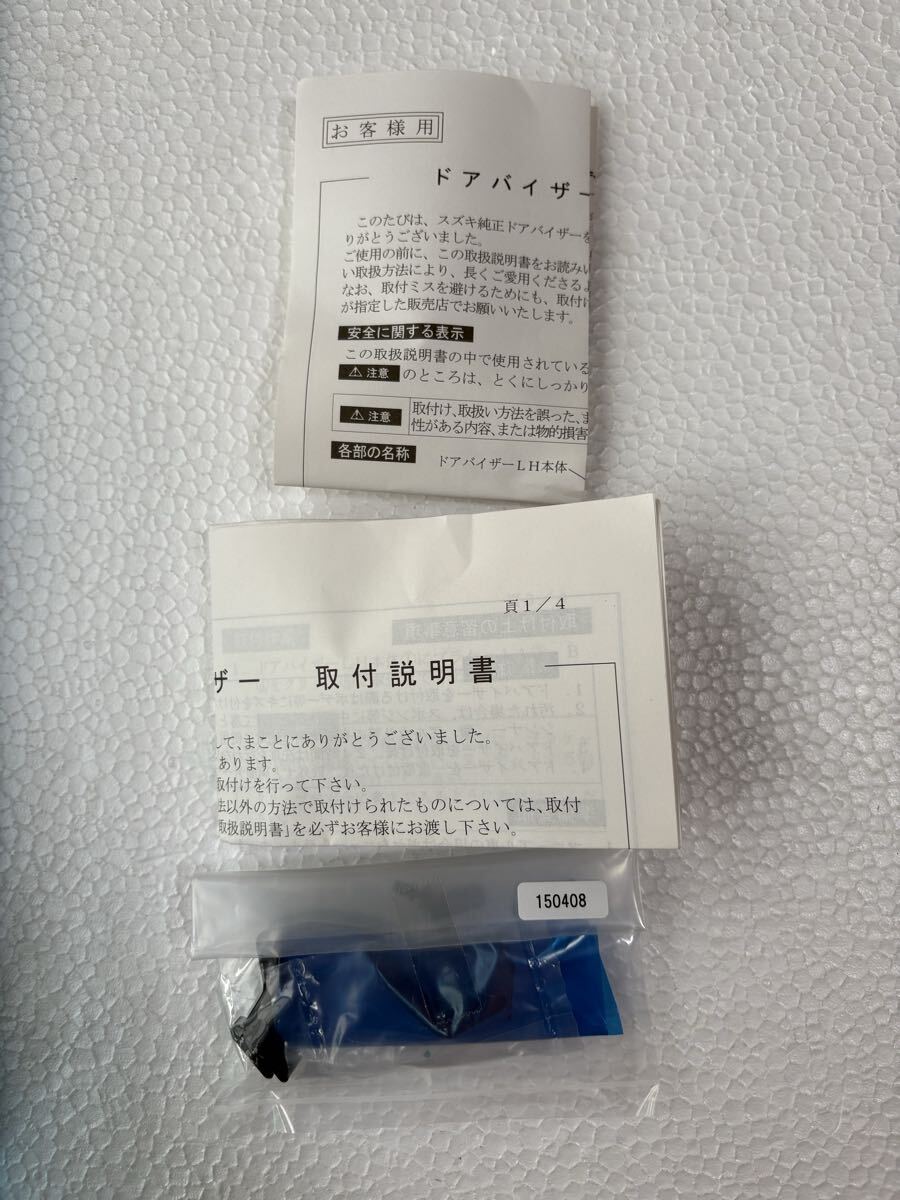 お客様用
ドアバイザー
このたびは、スズキ純正ドアバイザーを
りがとうございました。
ご使用の前に、この取扱説明書をお読みい
い取扱方法により、長くご愛用くださる
なお、取付ミスを避けるためにも、取付け
が指定した販売店でお願いいたします。
安全に関する表示
この取扱説明書の中で使用されている
⚠注意 のところは、とくにしっかり
⚠注意 取付け、取扱い方法を誤った、ま
性がある内容、または物的損害
各部の名称
ドアバイザーLH本体
頁1/4
ザー 取付説明書
して、まことにありがとうございました。
あります。
取付けを行って下さい。
法以外の方法で取付けられたものについては、取付
取扱説明書」を必ずお客様にお渡し下さい。
150408